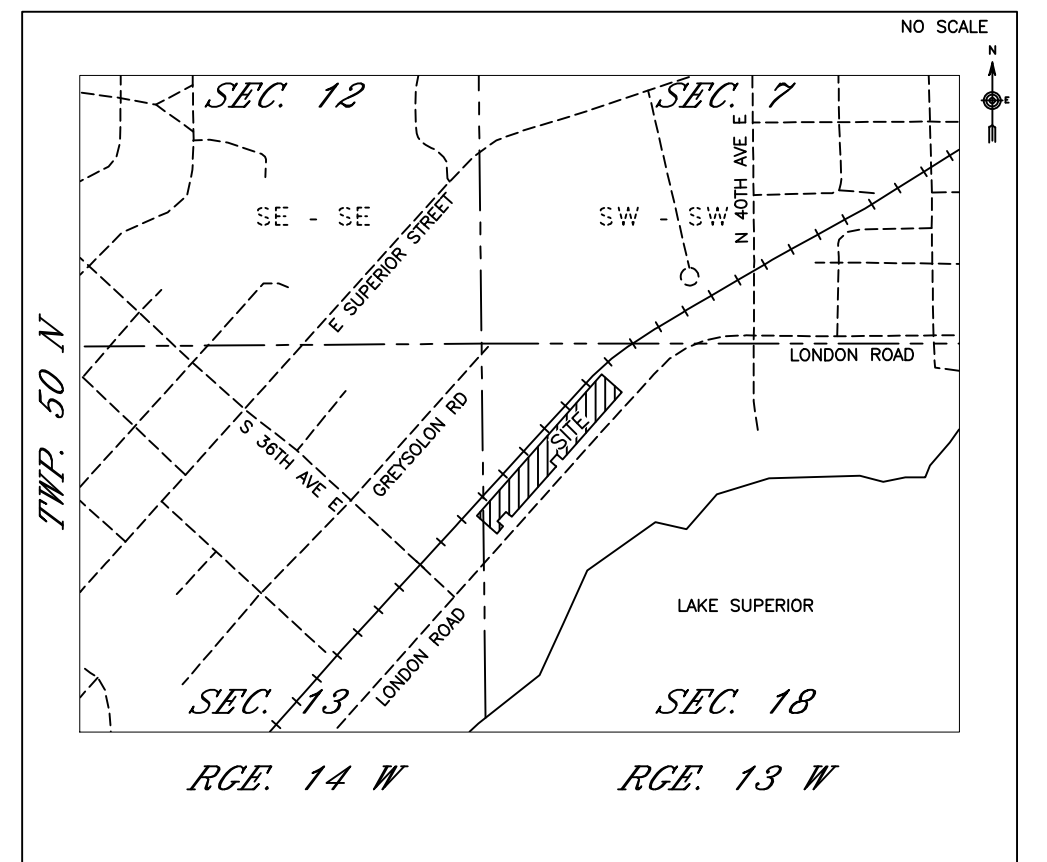 NO SCALE
N
E
SEC. 12
SEC. 7
SE - SE
SW - SW
N 40TH AVE E
E SUPERIOR STREET
TWP. 50 N
LONDON ROAD
S 36TH AVE E
GREYSOLON RD
SITE
LAKE SUPERIOR
LONDON ROAD
SEC. 13
SEC. 18
RGE. 14 W
RGE. 13 W